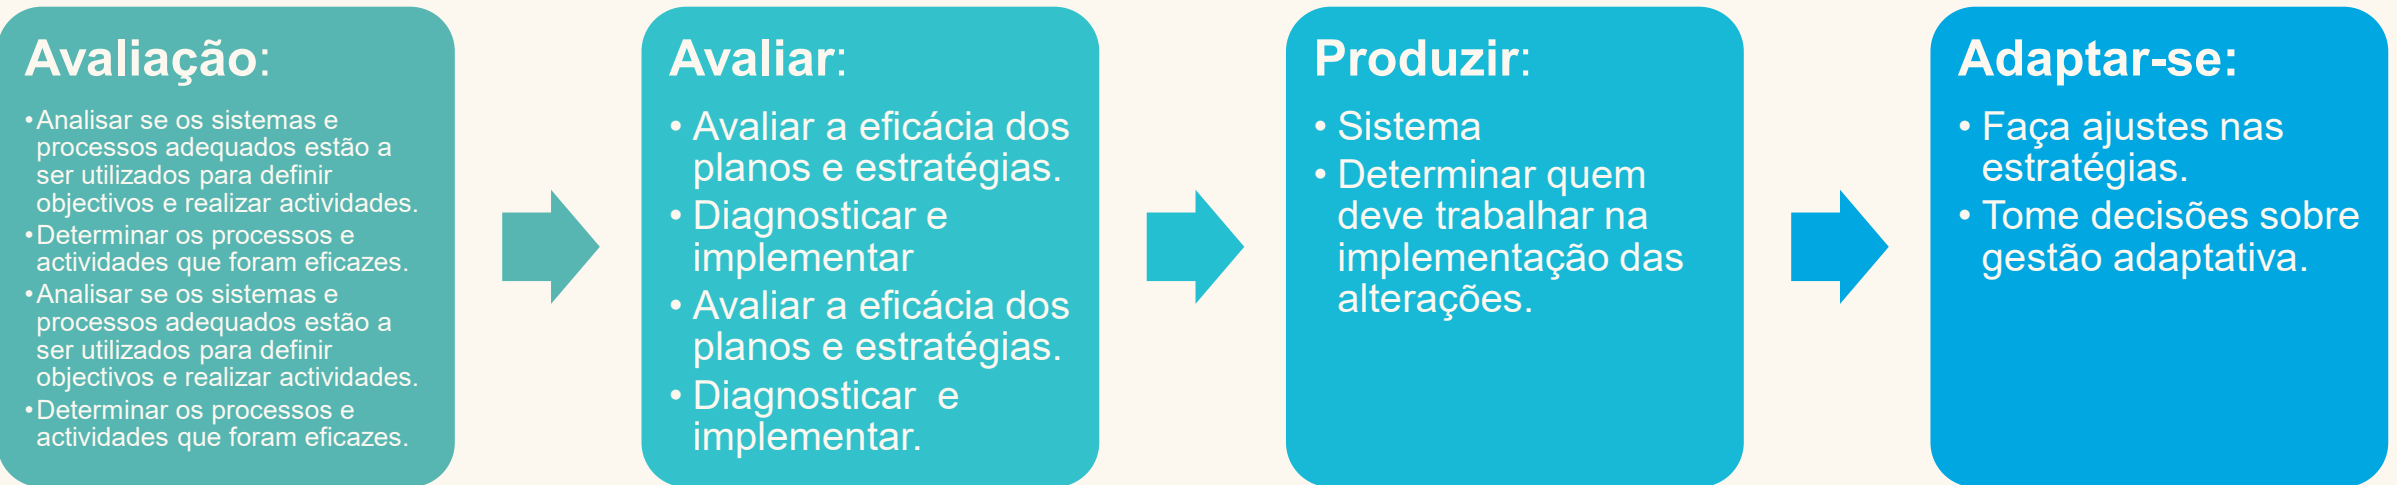 Avaliação:
•Analisar se os sistemas e
processos adequados estão a
ser utilizados para definir
objectivos e realizar actividades.
•Determinar os processos e
actividades que foram eficazes.
•Analisar se os sistemas e
processos adequados estão a
ser utilizados para definir
objectivos e realizar actividades.
•Determinar os processos e
actividades que foram eficazes.
Avaliar:
• Avaliar a eficácia dos
planos e estratégias.
• Diagnosticar e
implementar
• Avaliar a eficácia dos
planos e estratégias.
• Diagnosticar  e
implementar.
Produzir:
• Sistema
• Determinar quem
deve trabalhar na
implementação das
alterações.
Adaptar-se:
• Faça ajustes nas
estratégias.
• Tome decisões sobre
gestão adaptativa.